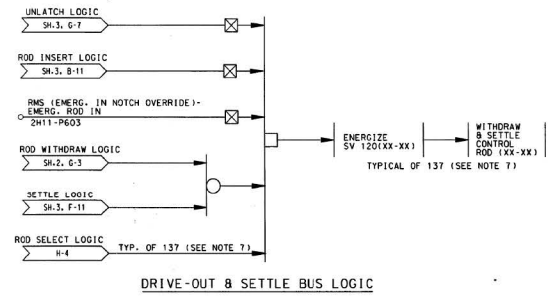 UNLATCH LOGIC
SH.3. G-7
ROD INSERT LOGIC
SH.3. B-11
RMS (EMERG. IN NOTCH OVERRIDE)-
EMERG. ROD IN
2H11-P603
ROD WITHDRAW LOGIC
SH.2. G-3
SETTLE LOGIC
SH.3. F-11
ROD SELECT LOGIC
H-4
TYP. OF 137 (SEE NOTE 7)
ENERGIZE
SV 120(XX-XX)
WITHDRAW
& SETTLE
CONTROL
ROD (XX-XX)
TYPICAL OF 137 (SEE NOTE 7)
DRIVE-OUT & SETTLE BUS LOGIC